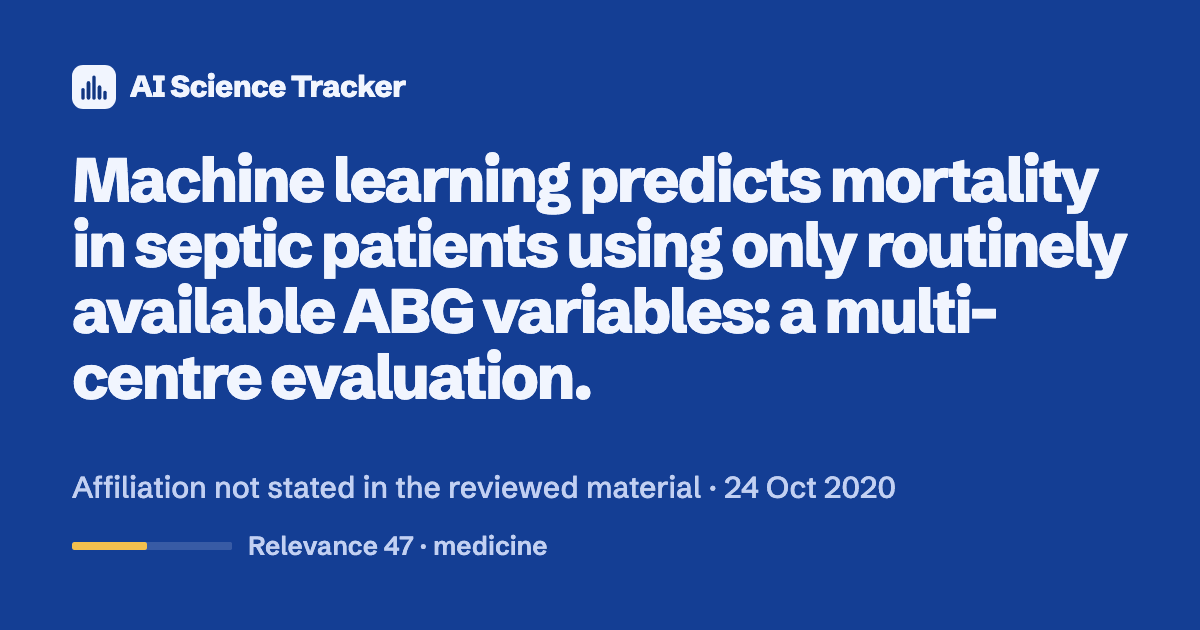 AI Science Tracker
Machine learning predicts mortality
in septic patients using only routinely
available ABG variables: a multi-
centre evaluation.
Affiliation not stated in the reviewed material · 24 Oct 2020
Relevance 47 · medicine